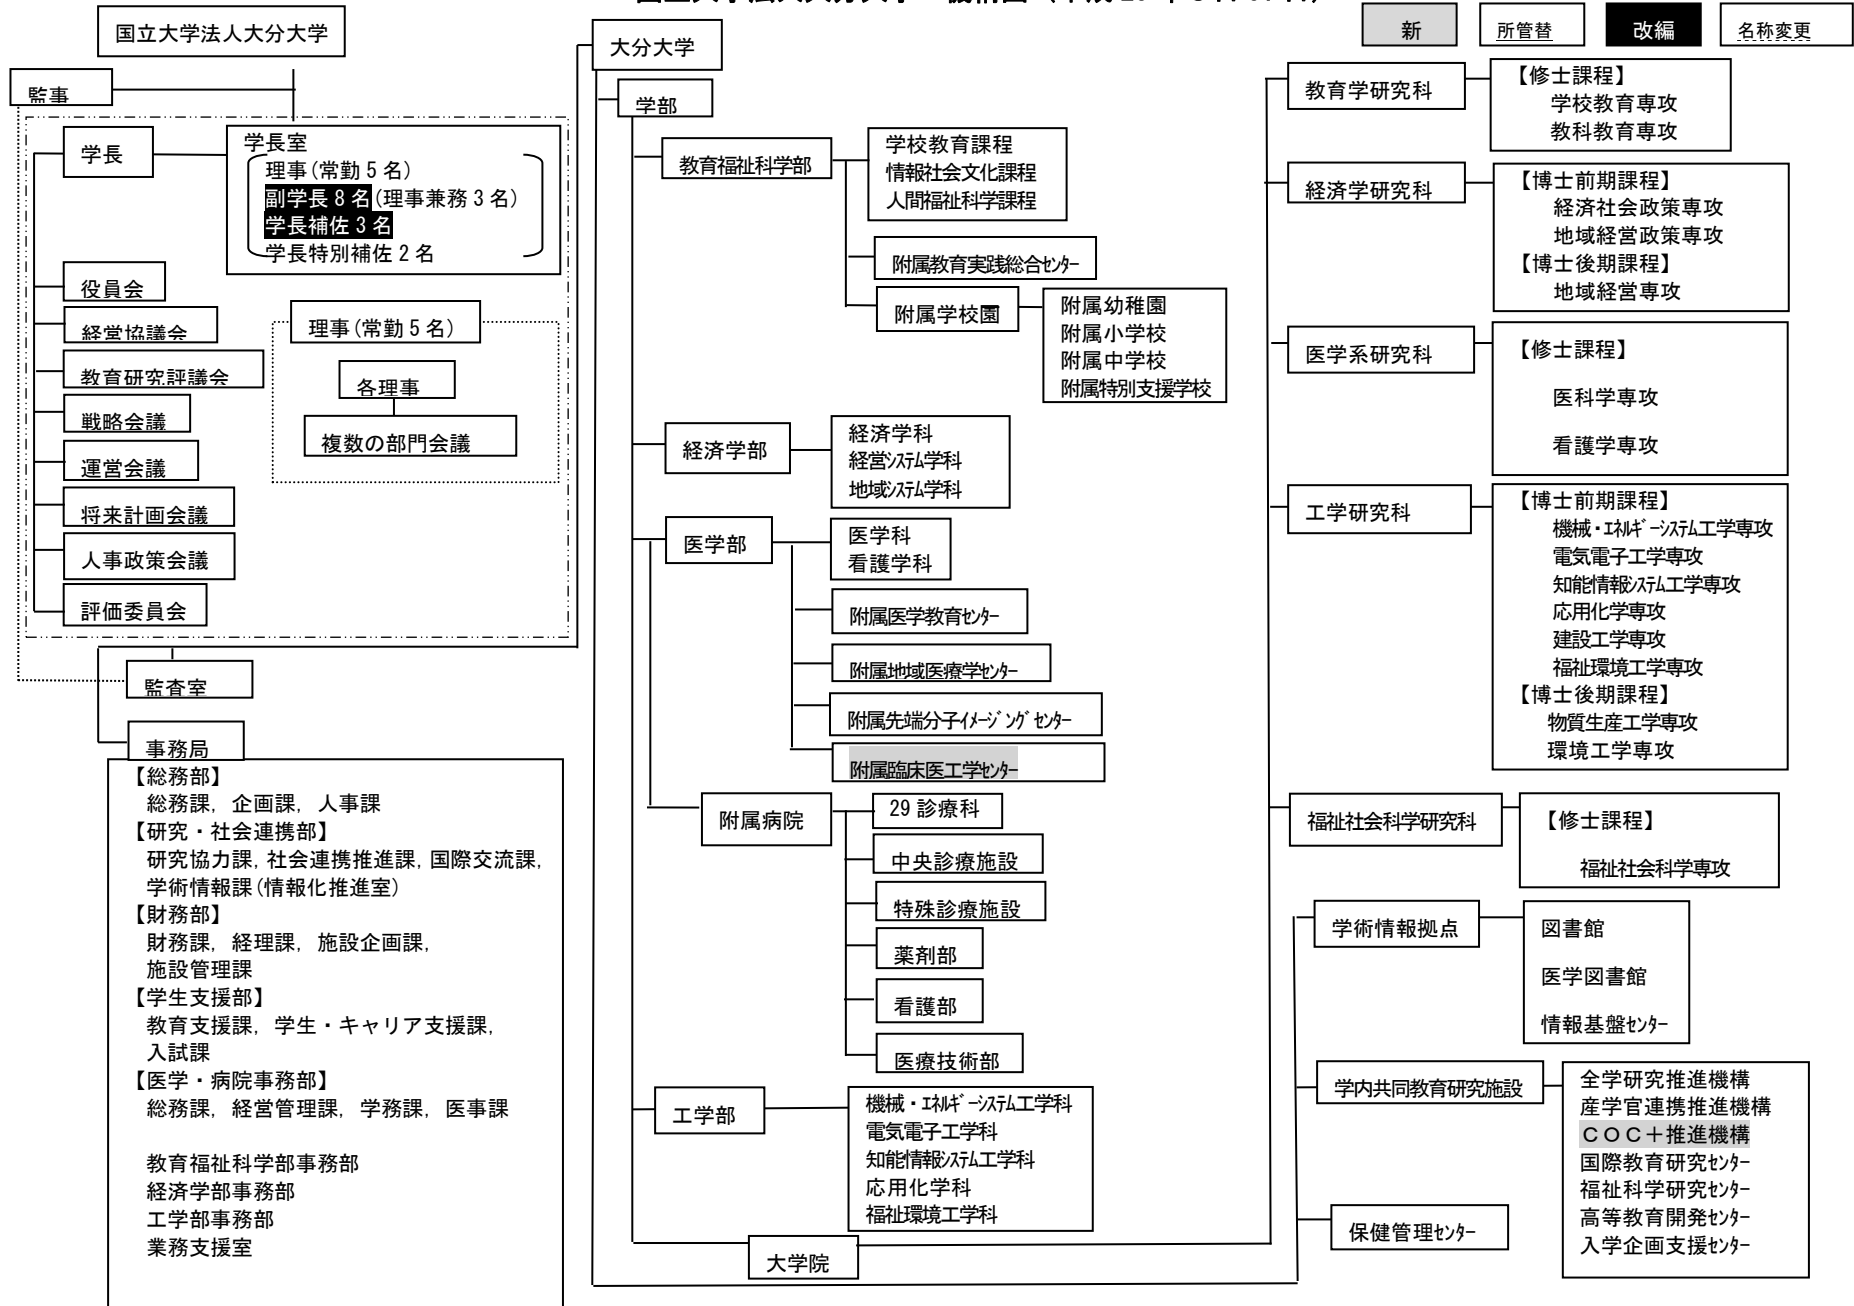 新
所管替
改編
名称変更
国立大学法人大分大学
監事
学長
学長室
理事(常勤5名)
副学長8名(理事兼務3名)
学長補佐3名
学長特別補佐2名
役員会
経営協議会
教育研究評議会
戦略会議
運営会議
将来計画会議
人事政策会議
評価委員会
理事(常勤5名)
各理事
複数の部門会議
監査室
事務局
【総務部】
総務課，企画課，人事課
【研究・社会連携部】
研究協力課，社会連携推進課，国際交流課，
学術情報課(情報化推進室)
【財務部】
財務課，経理課，施設企画課，
施設管理課
【学生支援部】
教育支援課，学生・キャリア支援課，
入試課
【医学・病院事務部】
総務課，経営管理課，学務課，医事課
教育福祉科学部事務部
経済学部事務部
工学部事務部
業務支援室
大分大学
学部
教育福祉科学部
学校教育課程
情報社会文化課程
人間福祉科学課程
附属教育実践総合ｾﾝﾀｰ
附属学校園
附属幼稚園
附属小学校
附属中学校
附属特別支援学校
経済学部
経済学科
経営ｼｽﾃﾑ学科
地域ｼｽﾃﾑ学科
医学部
医学科
看護学科
附属医学教育ｾﾝﾀｰ
附属地域医療学ｾﾝﾀｰ
附属先端分子ｲﾒｰｼﾞﾝｸﾞｾﾝﾀｰ
附属臨床医工学ｾﾝﾀｰ
附属病院
29診療科
中央診療施設
特殊診療施設
薬剤部
看護部
医療技術部
工学部
機械・ｴﾈﾙｷﾞｰｼｽﾃﾑ工学科
電気電子工学科
知能情報ｼｽﾃﾑ工学科
応用化学科
福祉環境工学科
大学院
教育学研究科
【修士課程】
学校教育専攻
教科教育専攻
経済学研究科
【博士前期課程】
経済社会政策専攻
地域経営政策専攻
【博士後期課程】
地域経営専攻
医学系研究科
【修士課程】
医科学専攻
看護学専攻
工学研究科
【博士前期課程】
機械・ｴﾈﾙｷﾞｰｼｽﾃﾑ工学専攻
電気電子工学専攻
知能情報ｼｽﾃﾑ工学専攻
応用化学専攻
建設工学専攻
福祉環境工学専攻
【博士後期課程】
物質生産工学専攻
環境工学専攻
福祉社会科学研究科
【修士課程】
福祉社会科学専攻
学術情報拠点
図書館
医学図書館
情報基盤ｾﾝﾀｰ
学内共同教育研究施設
全学研究推進機構
産学官連携推進機構
ＣＯＣ＋推進機構
国際教育研究ｾﾝﾀｰ
福祉科学研究ｾﾝﾀｰ
高等教育開発ｾﾝﾀｰ
入学企画支援ｾﾝﾀｰ
保健管理ｾﾝﾀｰ